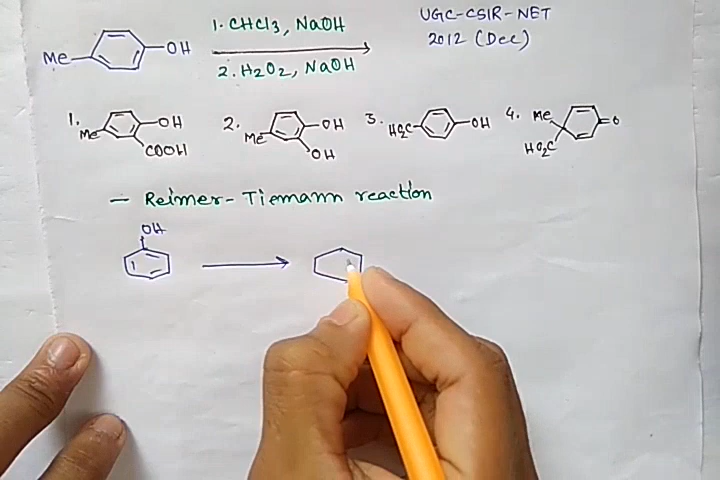 Me OH 1. CHCl3, NaOH
2. H2O2, NaOH
UGC-CSIR-NET
2012 (Dec)
1. Me OH COOH
2. Me OH OH
3. HO2C OH
4. Me HO2C O
- Reimer-Tiemann reaction
OH